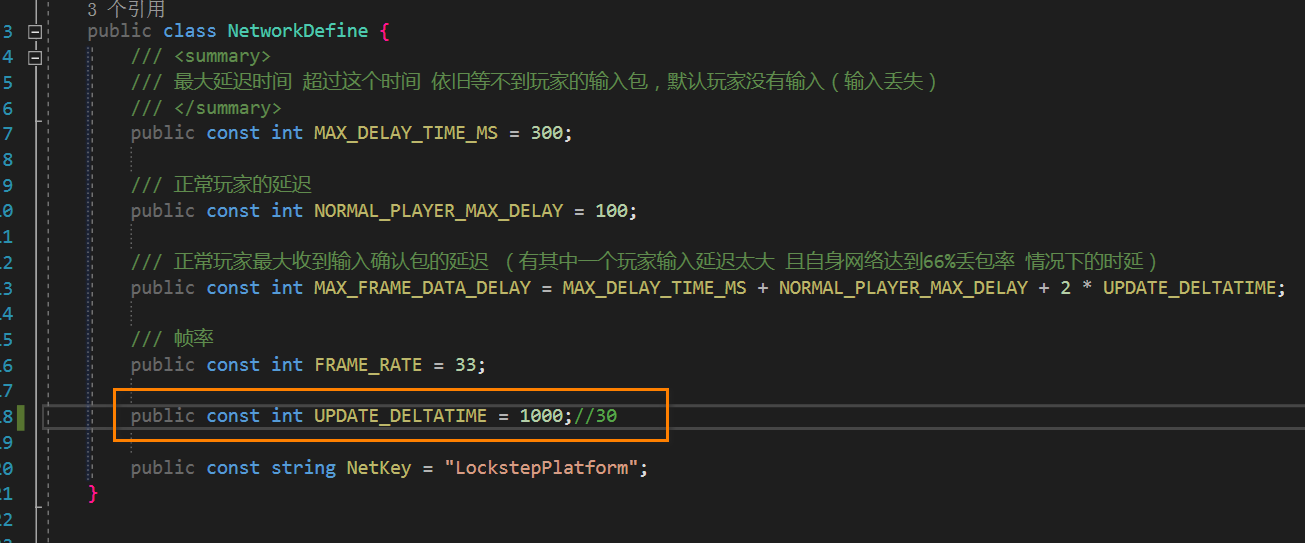 3 个引用
3 public class NetworkDefine {
4 /// <summary>
5 /// 最大延迟时间 超过这个时间 依旧等不到玩家的输入包，默认玩家没有输入（输入丢失）
6 /// </summary>
7 public const int MAX_DELAY_TIME_MS = 300;
8
9 /// 正常玩家的延迟
10 public const int NORMAL_PLAYER_MAX_DELAY = 100;
11
12 /// 正常玩家最大收到输入确认包的延迟 （有其中一个玩家输入延迟太大 且自身网络达到66%丢包率 情况下的时延）
13 public const int MAX_FRAME_DATA_DELAY = MAX_DELAY_TIME_MS + NORMAL_PLAYER_MAX_DELAY + 2 * UPDATE_DELTATIME;
14
15 /// 帧率
16 public const int FRAME_RATE = 33;
17
18 public const int UPDATE_DELTATIME = 1000;//30
19
20 public const string NetKey = "LockstepPlatform";
21 }
22